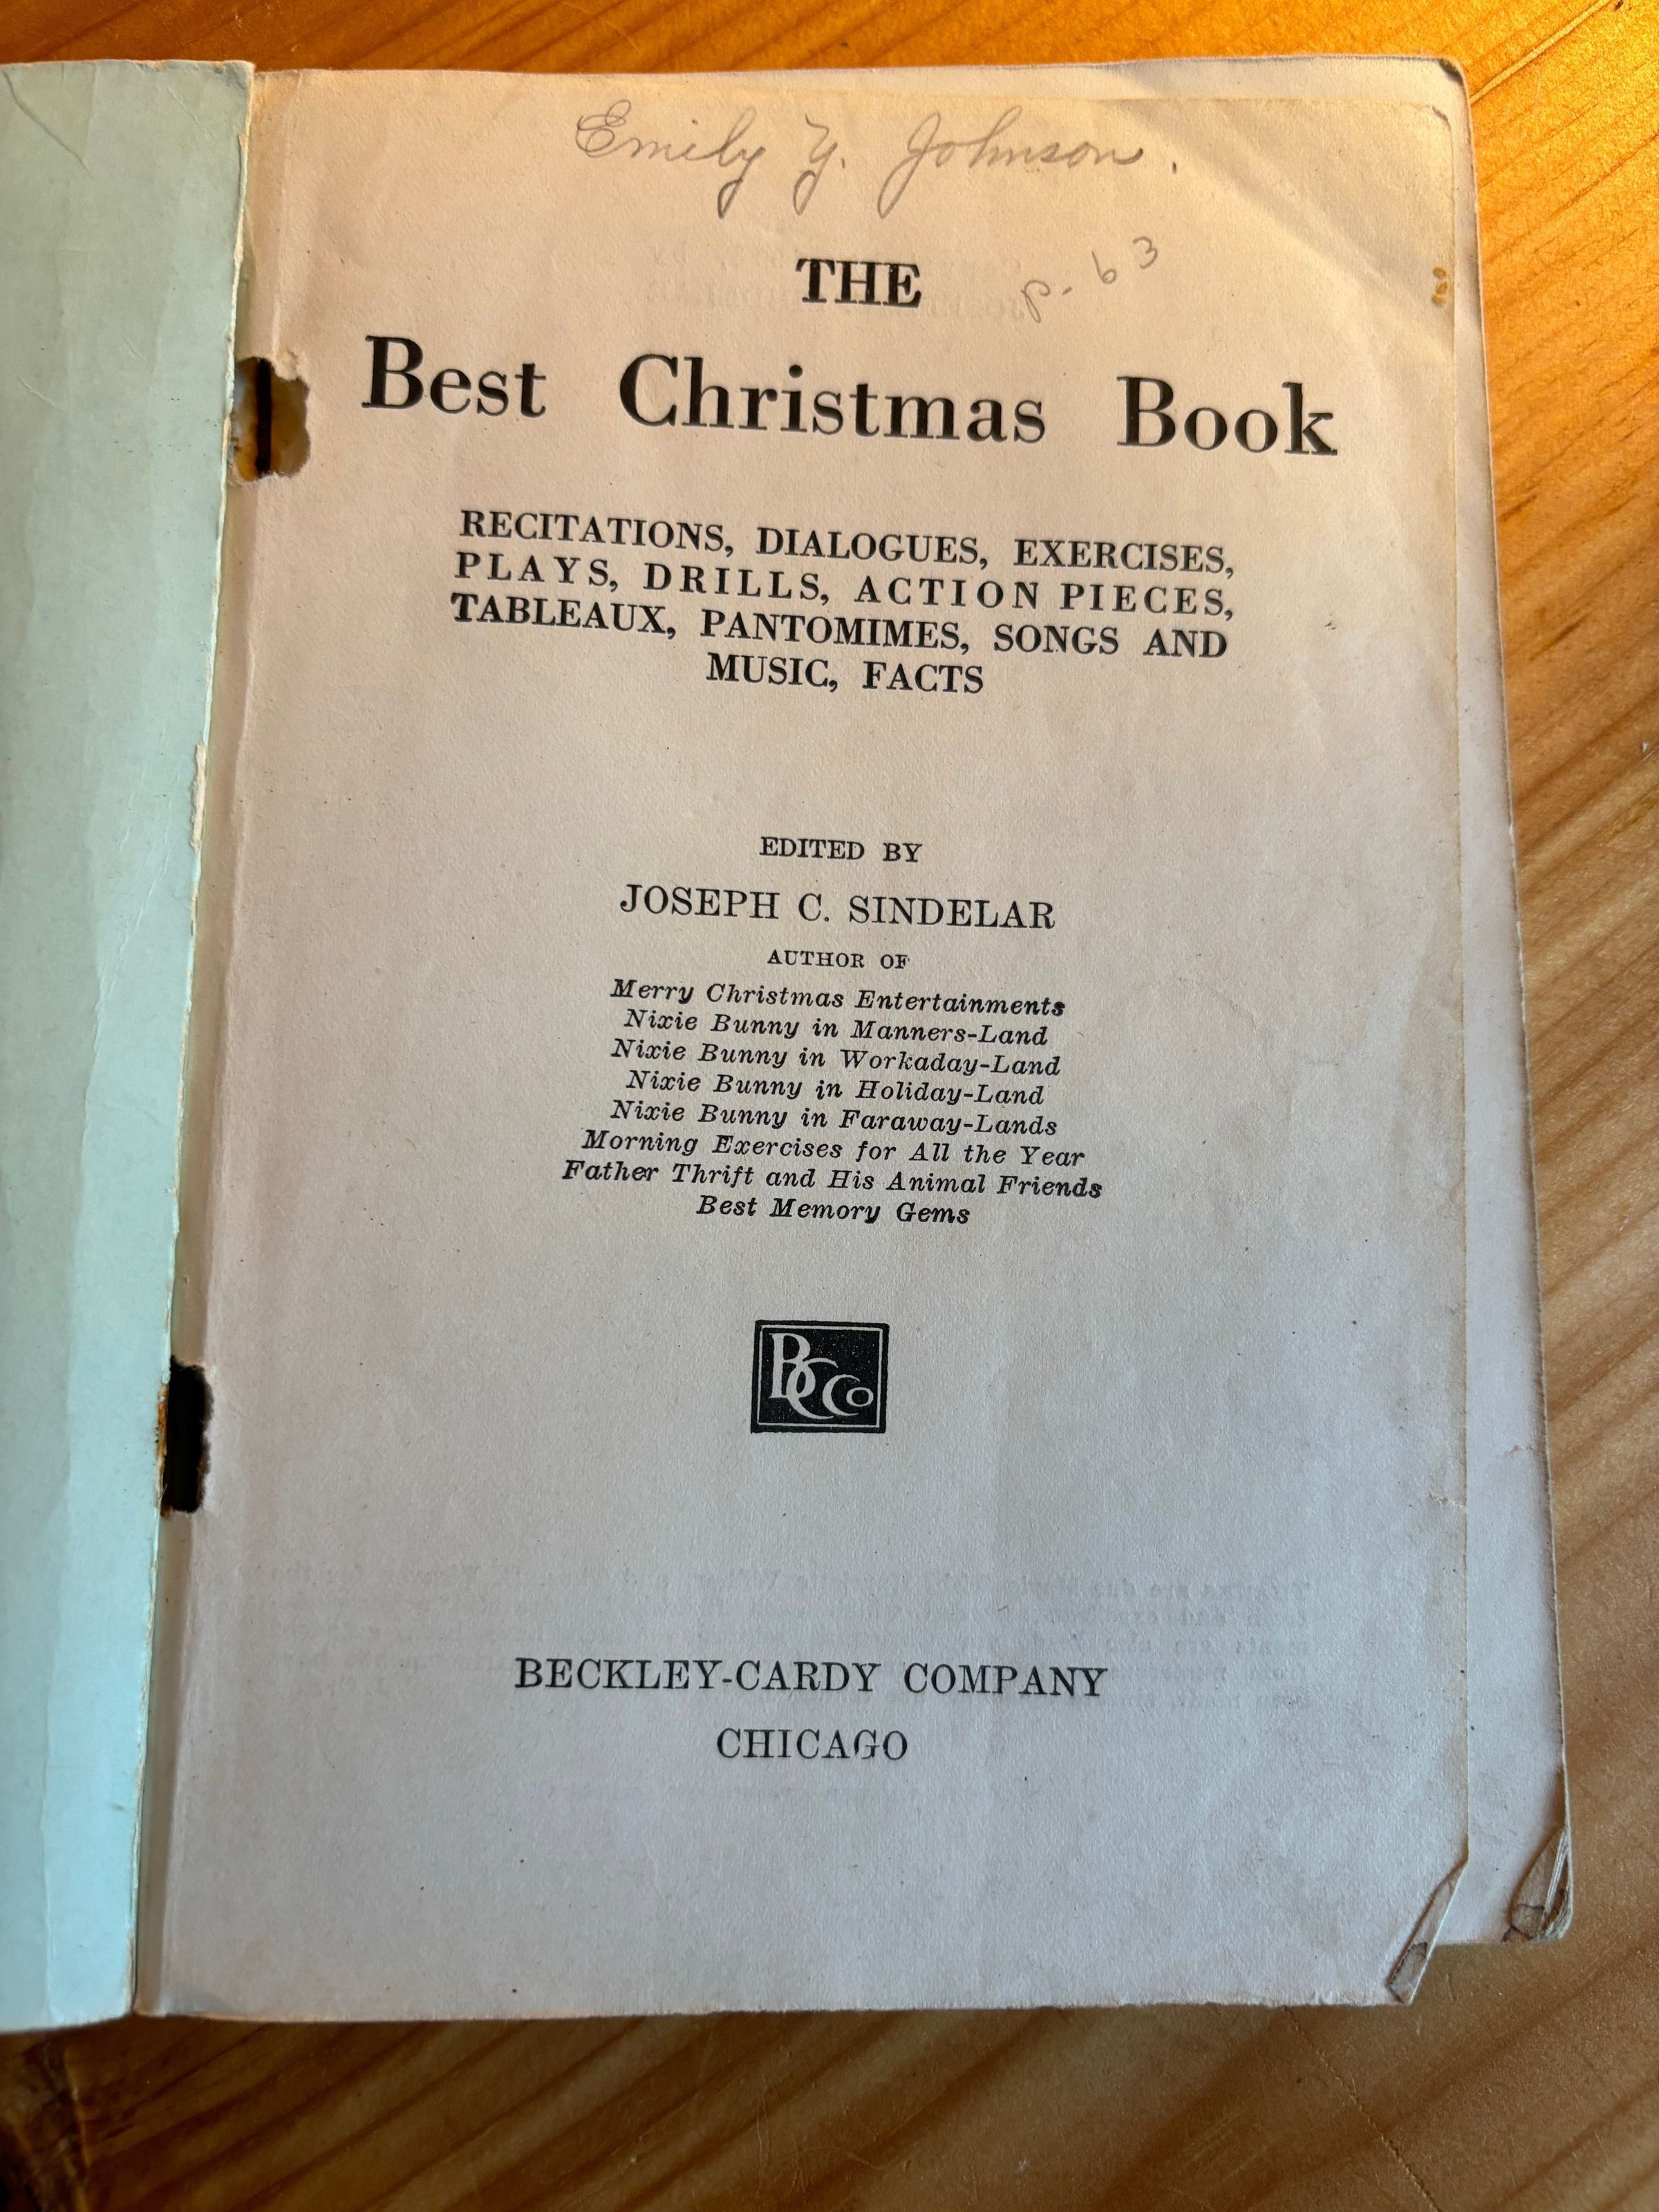 Emily Y. Johnson.
p. 63
THE
Best Christmas Book
RECITATIONS, DIALOGUES, EXERCISES,
PLAYS, DRILLS, ACTION PIECES,
TABLEAUX, PANTOMIMES, SONGS AND
MUSIC, FACTS
EDITED BY
JOSEPH C. SINDELAR
AUTHOR OF
Merry Christmas Entertainments
Nixie Bunny in Manners-Land
Nixie Bunny in Workaday-Land
Nixie Bunny in Holiday-Land
Nixie Bunny in Faraway-Lands
Morning Exercises for All the Year
Father Thrift and His Animal Friends
Best Memory Gems
BCCo
BECKLEY-CARDY COMPANY
CHICAGO